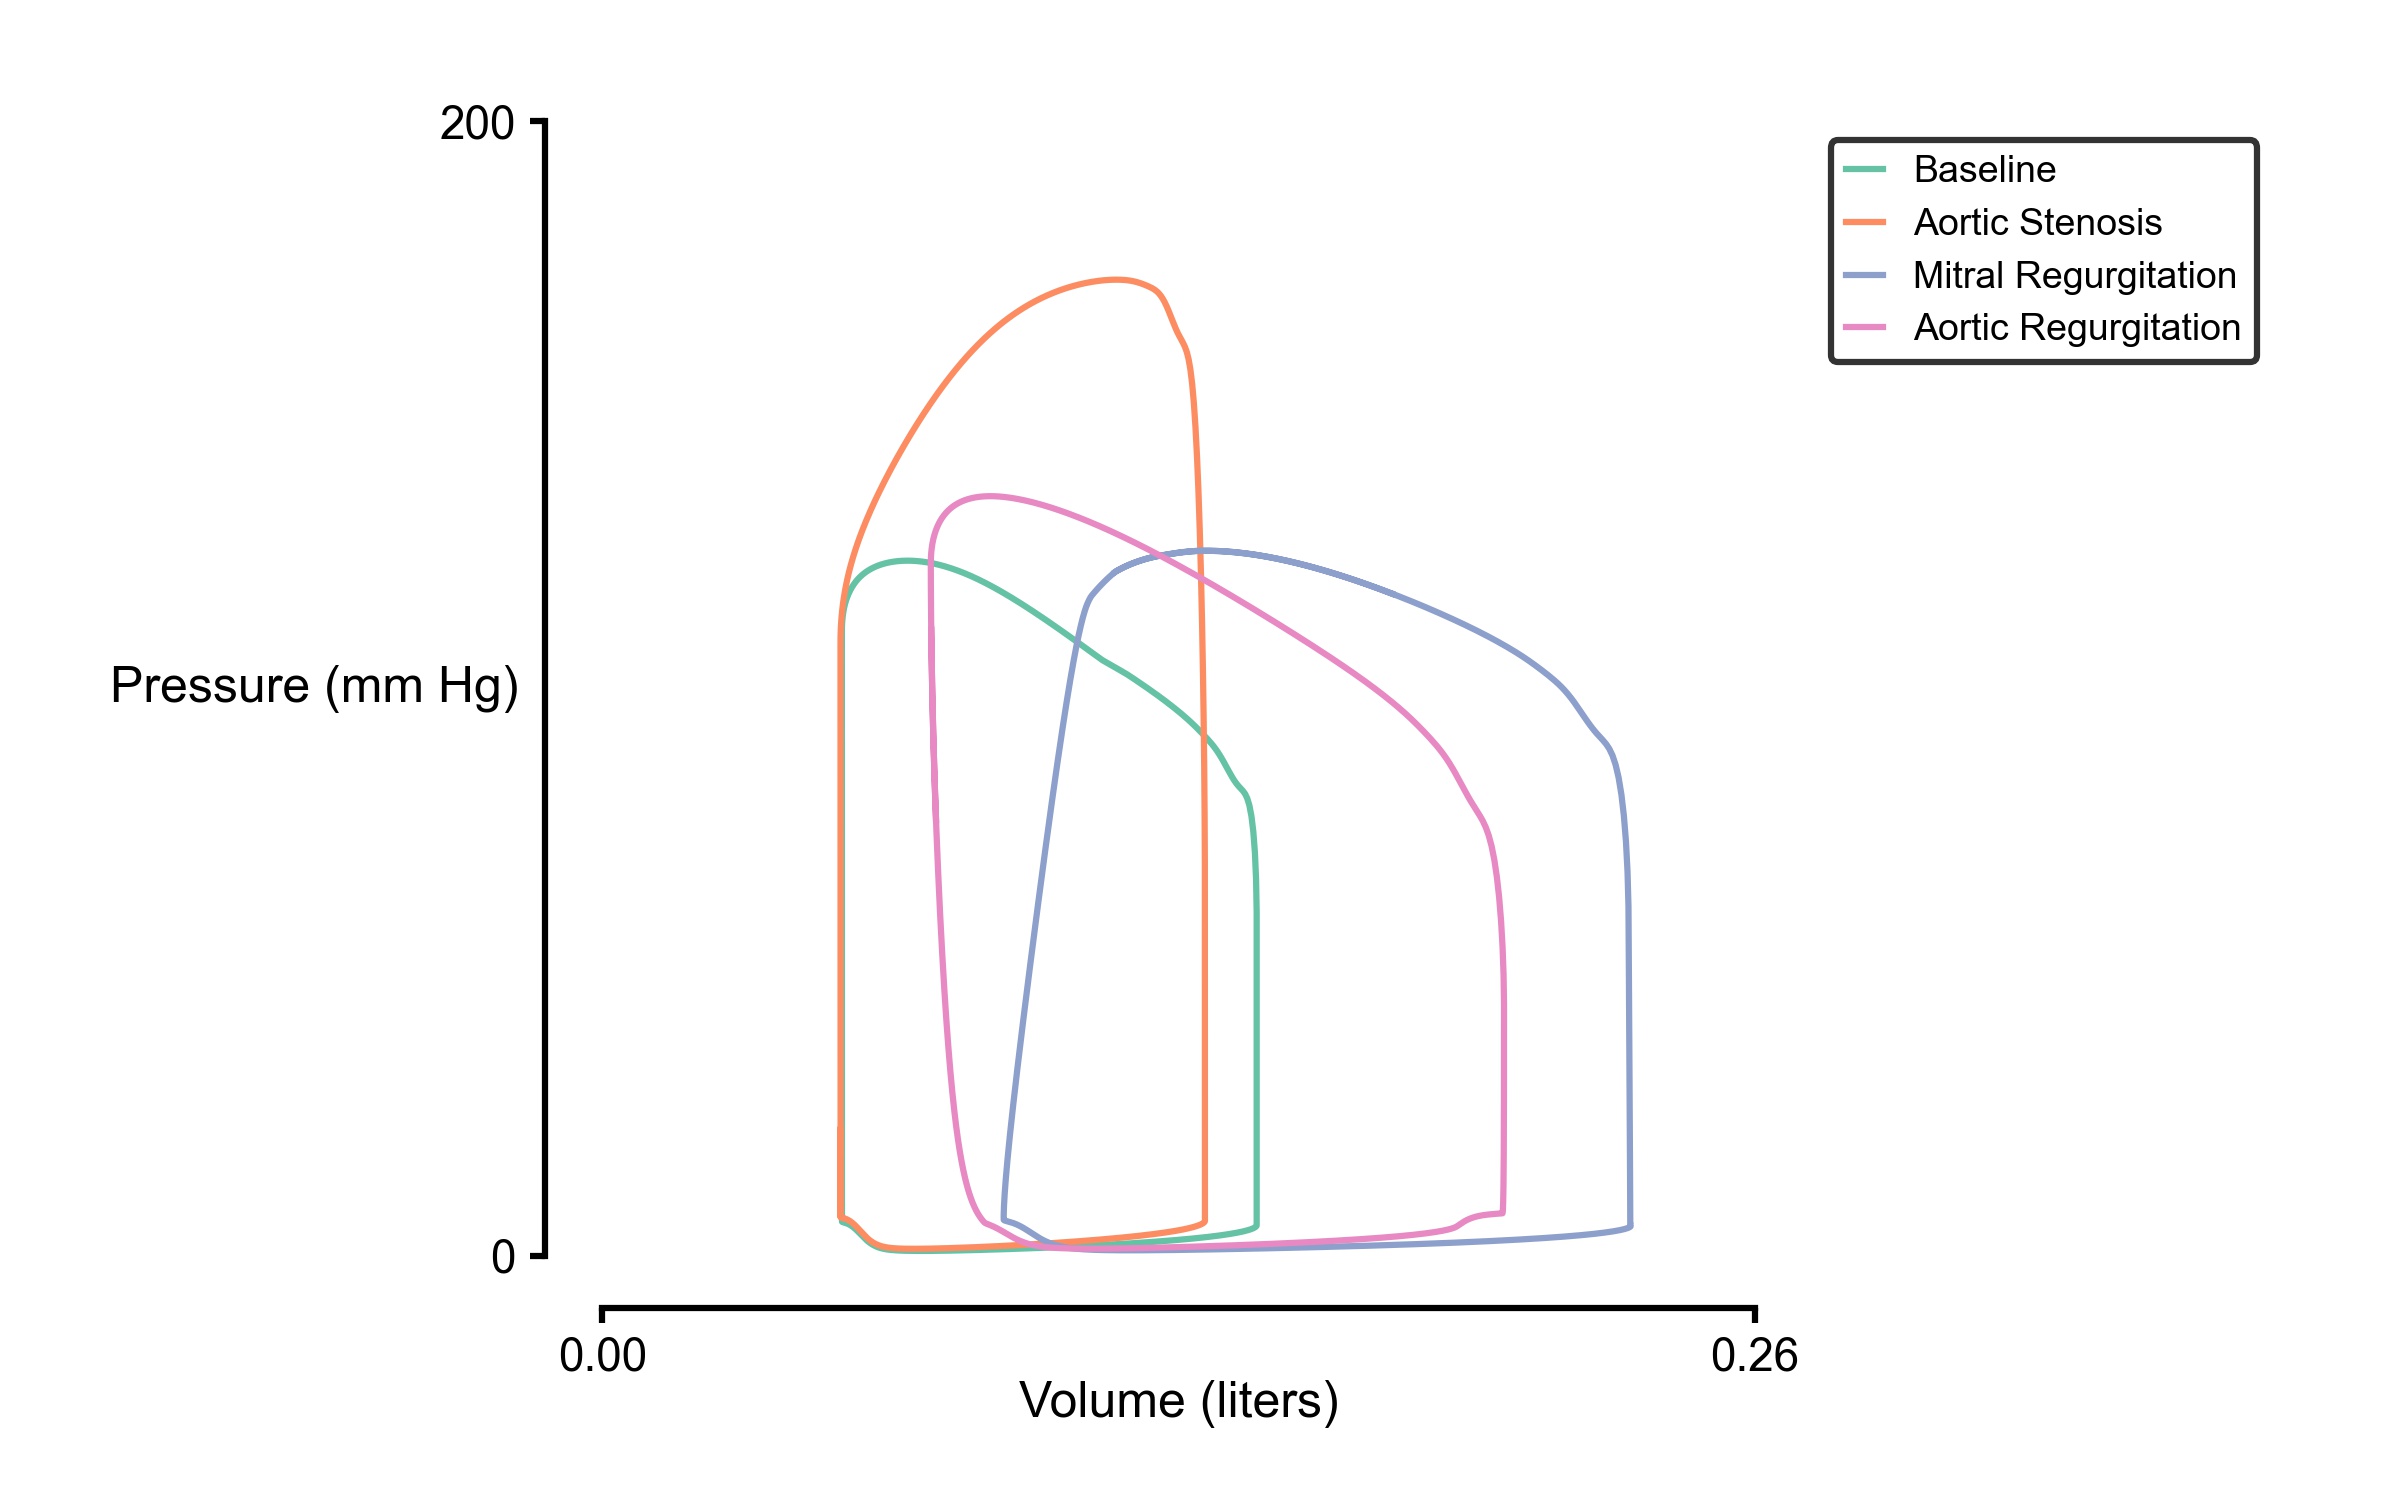 200
Baseline
Aortic Stenosis
Mitral Regurgitation
Aortic Regurgitation
Pressure (mm Hg)
0
0.00
0.26
Volume (liters)